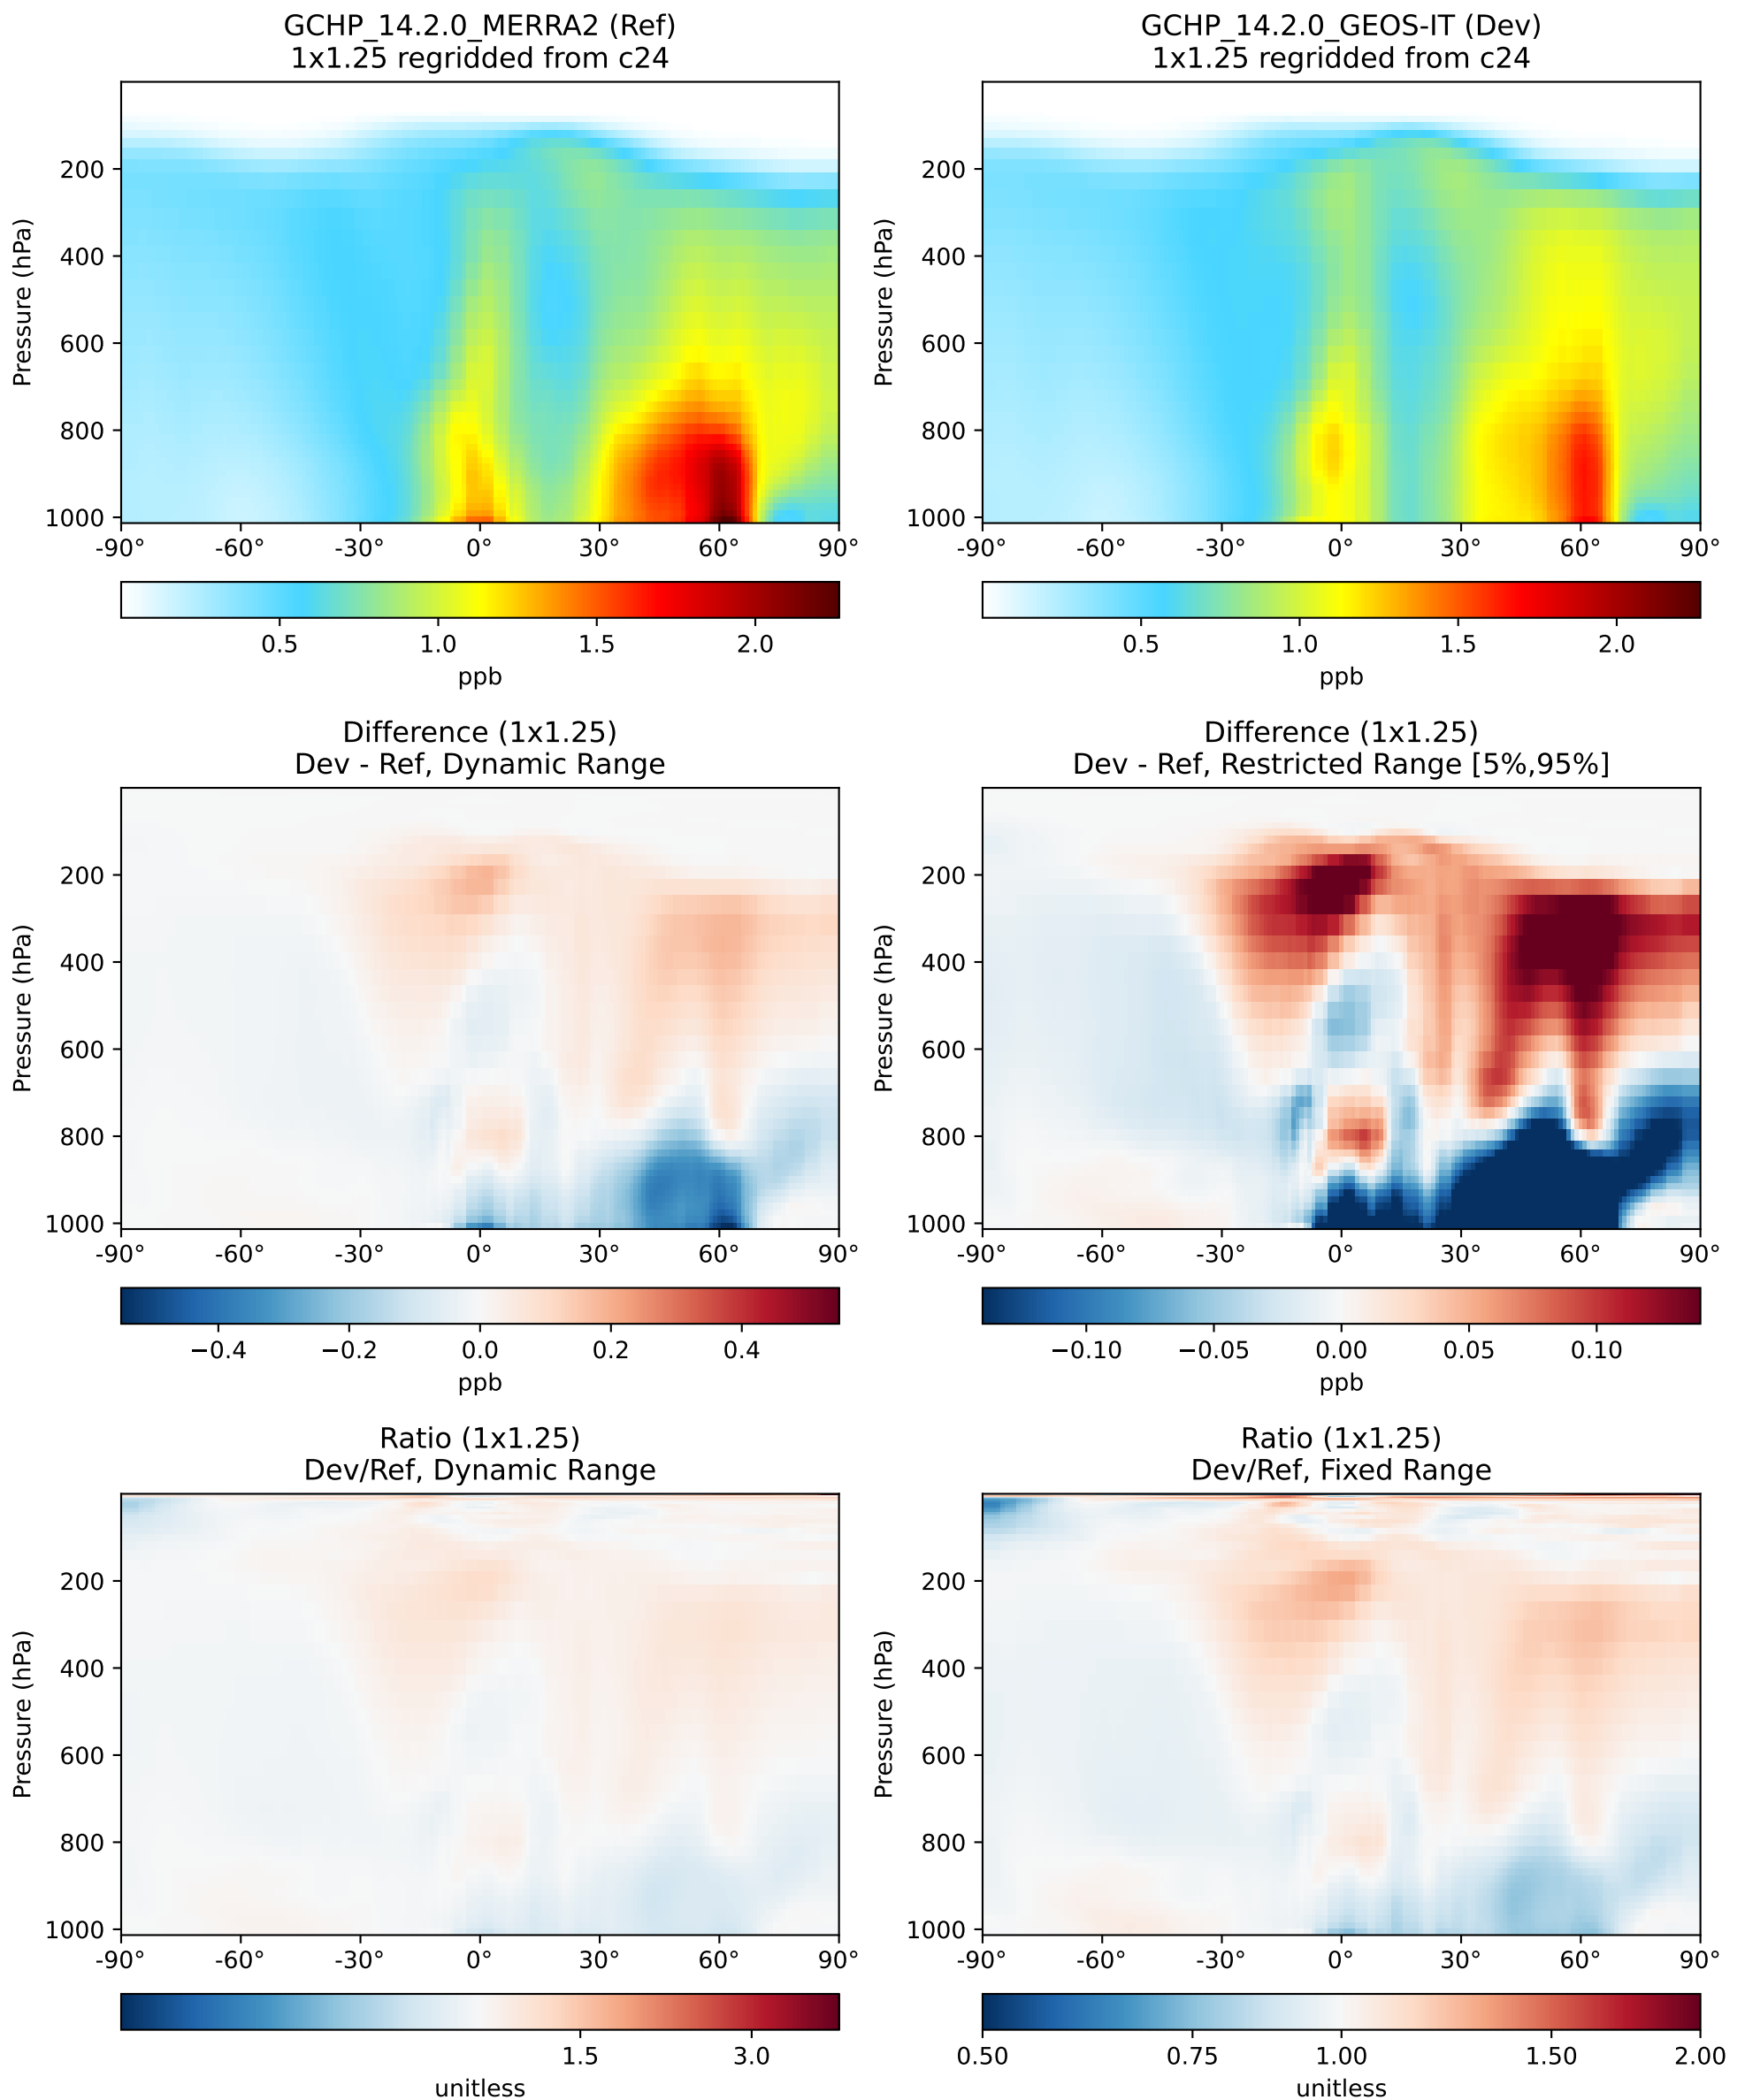 GCHP_14.2.0_MERRA2 (Ref)
1x1.25 regridded from c24
Pressure (hPa)
200
400
600
800
1000
-90° -60° -30° 0° 30° 60° 90°
0.5 1.0 1.5 2.0
ppb
GCHP_14.2.0_GEOS-IT (Dev)
1x1.25 regridded from c24
Pressure (hPa)
200
400
600
800
1000
-90° -60° -30° 0° 30° 60° 90°
0.5 1.0 1.5 2.0
ppb
Difference (1x1.25)
Dev - Ref, Dynamic Range
Pressure (hPa)
200
400
600
800
1000
-90° -60° -30° 0° 30° 60° 90°
−0.4 −0.2 0.0 0.2 0.4
ppb
Difference (1x1.25)
Dev - Ref, Restricted Range [5%,95%]
Pressure (hPa)
200
400
600
800
1000
-90° -60° -30° 0° 30° 60° 90°
−0.10 −0.05 0.00 0.05 0.10
ppb
Ratio (1x1.25)
Dev/Ref, Dynamic Range
Pressure (hPa)
200
400
600
800
1000
-90° -60° -30° 0° 30° 60° 90°
1.5 3.0
unitless
Ratio (1x1.25)
Dev/Ref, Fixed Range
Pressure (hPa)
200
400
600
800
1000
-90° -60° -30° 0° 30° 60° 90°
0.50 0.75 1.00 1.50 2.00
unitless